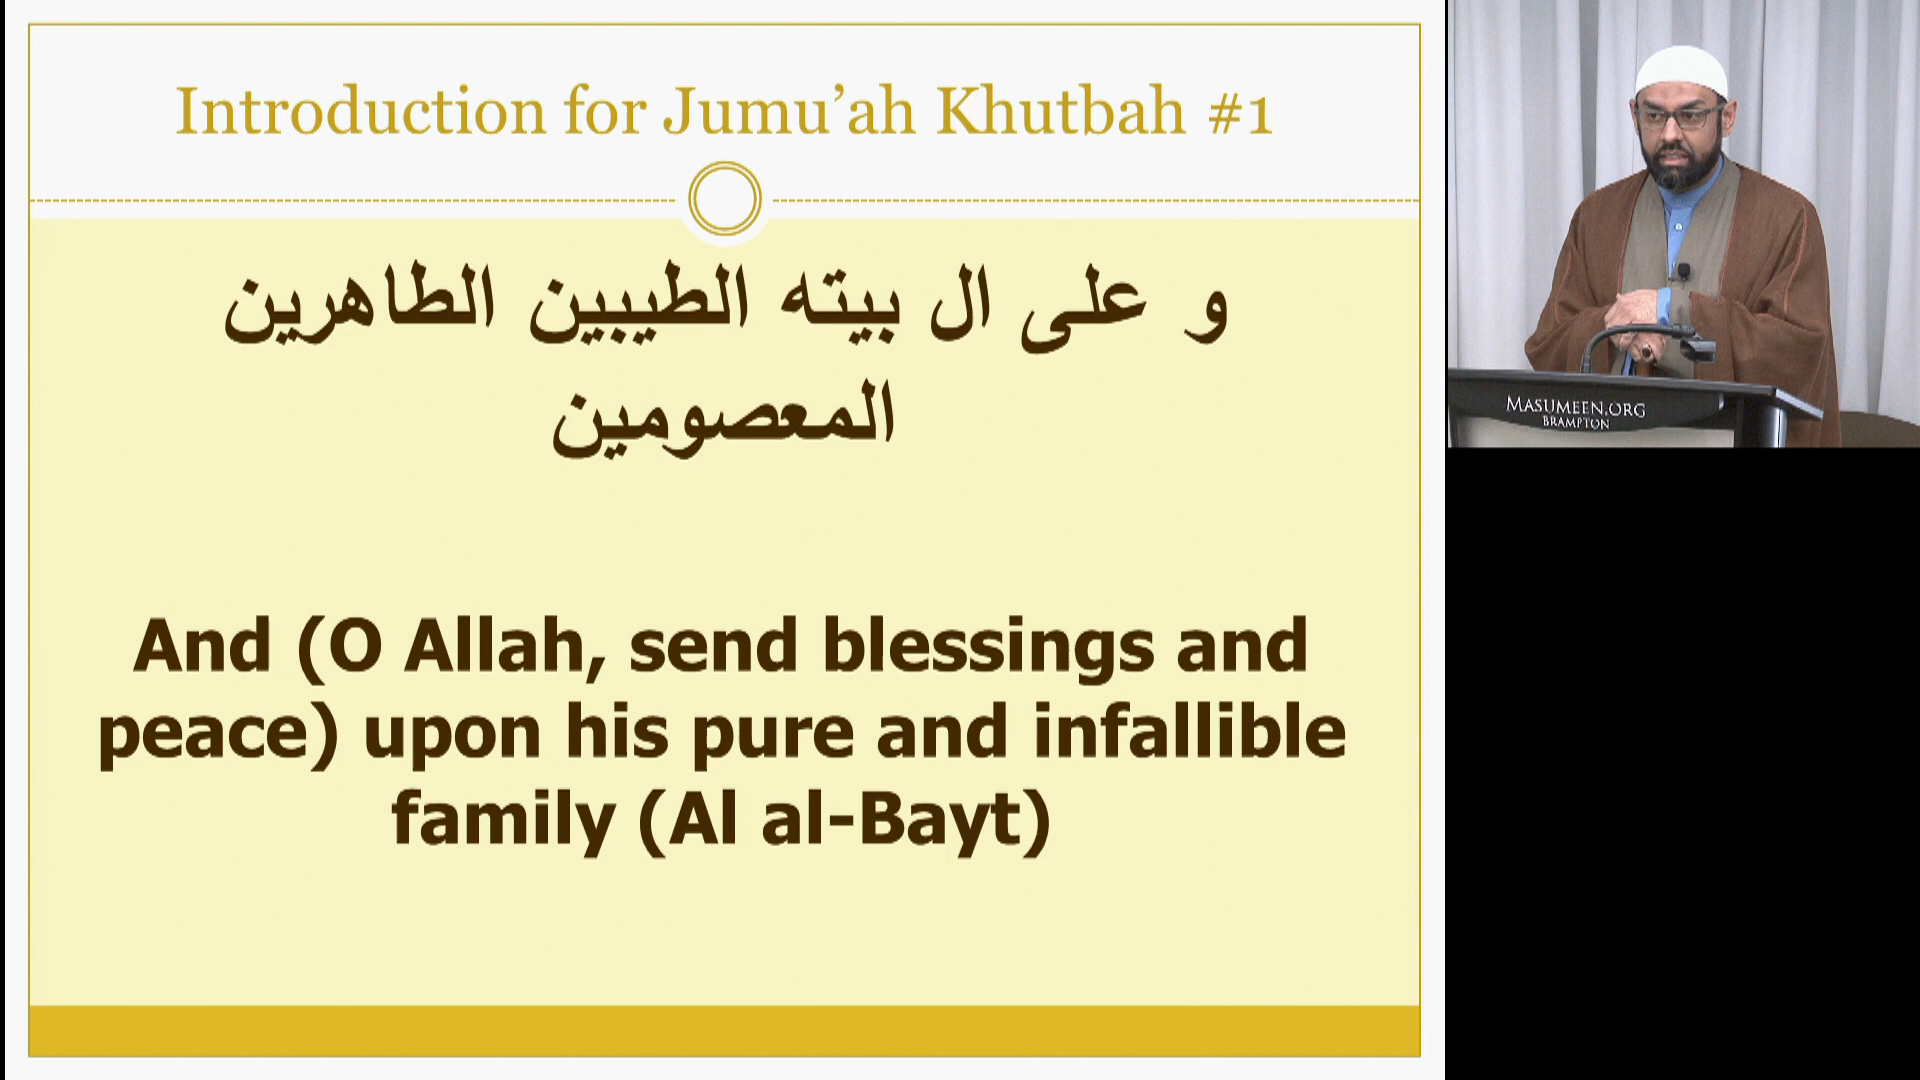 Introduction for Jumu’ah Khutbah #1
و على ال بيته الطيبين الطاهرين
المعصومين
And (O Allah, send blessings and
peace) upon his pure and infallible
family (Al al-Bayt)
MASUMEEN.ORG
BRAMPTON